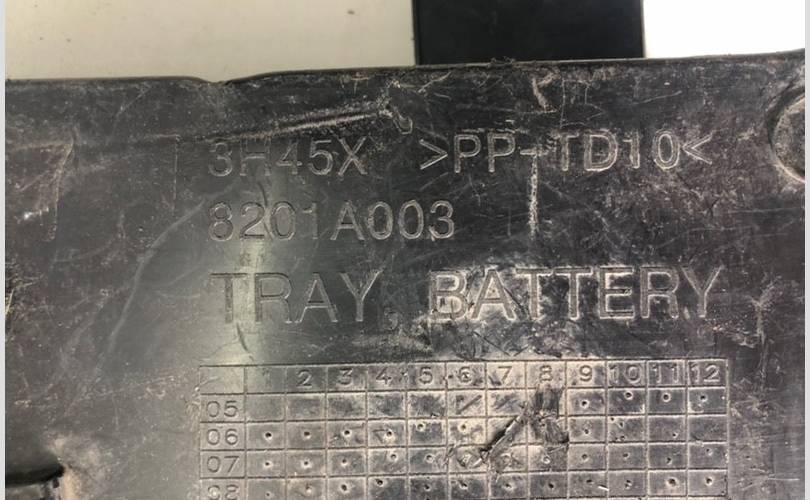 3H45X >PP-TD10<
8201A003
TRAY, BATTERY
1 2 3 4 5 6 7 8 9 10 11 12
05
06
07
08